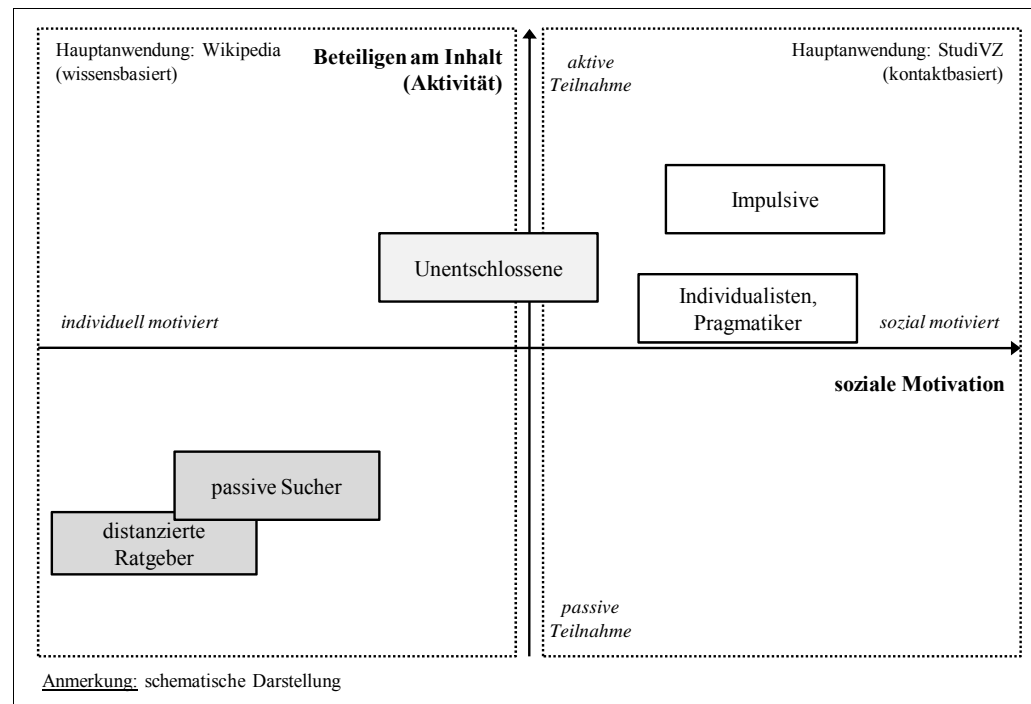 Hauptanwendung: Wikipedia
(wissensbasiert)
Beteiligen am Inhalt
(Aktivität)
aktive
Teilnahme
Hauptanwendung: StudiVZ
(kontaktbasiert)
Impulsive
Unentschlossene
Individualisten,
Pragmatiker
individuell motiviert
sozial motiviert
soziale Motivation
passive Sucher
distanzierte
Ratgeber
passive
Teilnahme
Anmerkung: schematische Darstellung